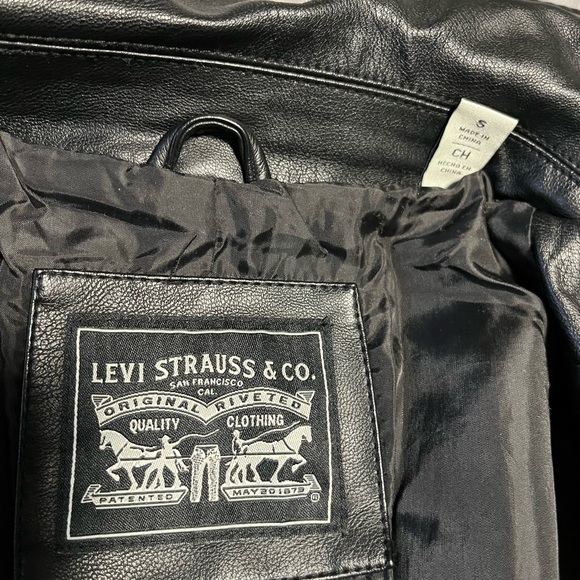 S
MADE IN
CHINA
CH
HECHO EN
CHINA
LEVI STRAUSS & CO.
SAN FRANCISCO
CAL.
ORIGINAL RIVETED
QUALITY CLOTHING
PATENTED MAY 20 1873
®